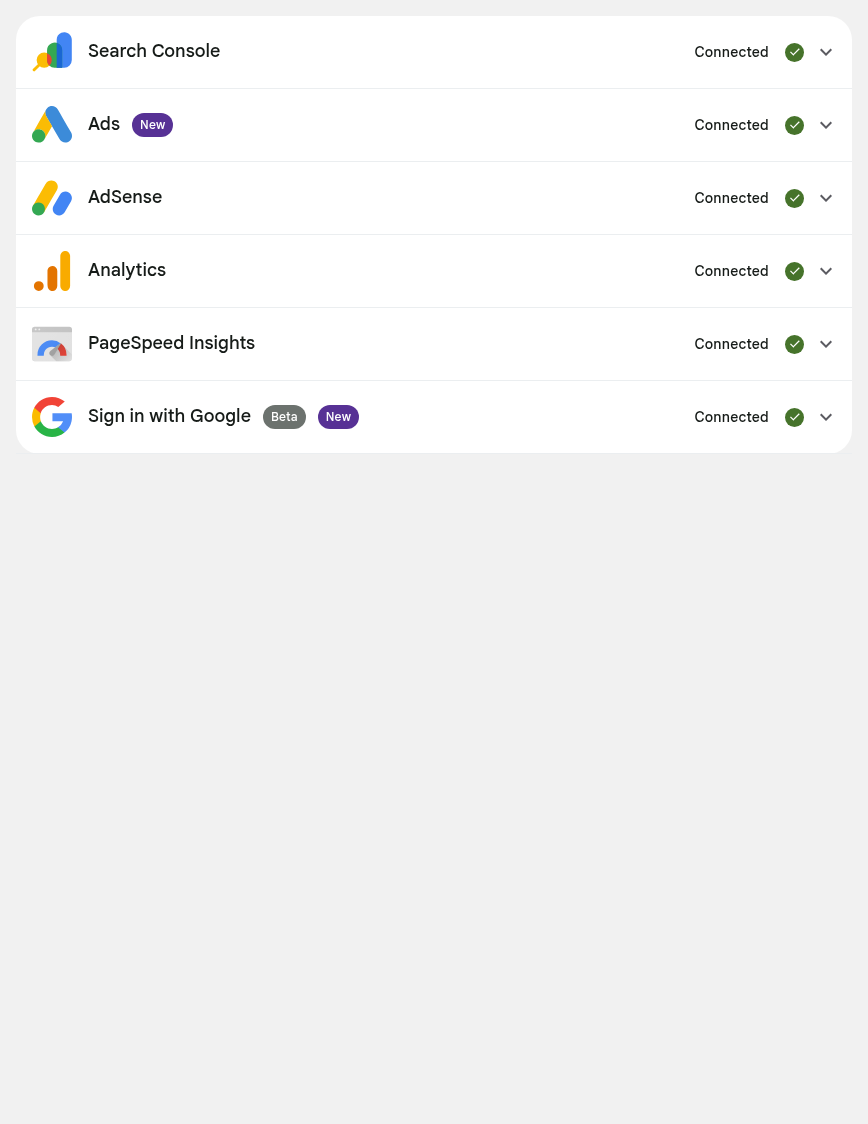 Search Console Connected
Ads New Connected
AdSense Connected
Analytics Connected
PageSpeed Insights Connected
Sign in with Google Beta New Connected